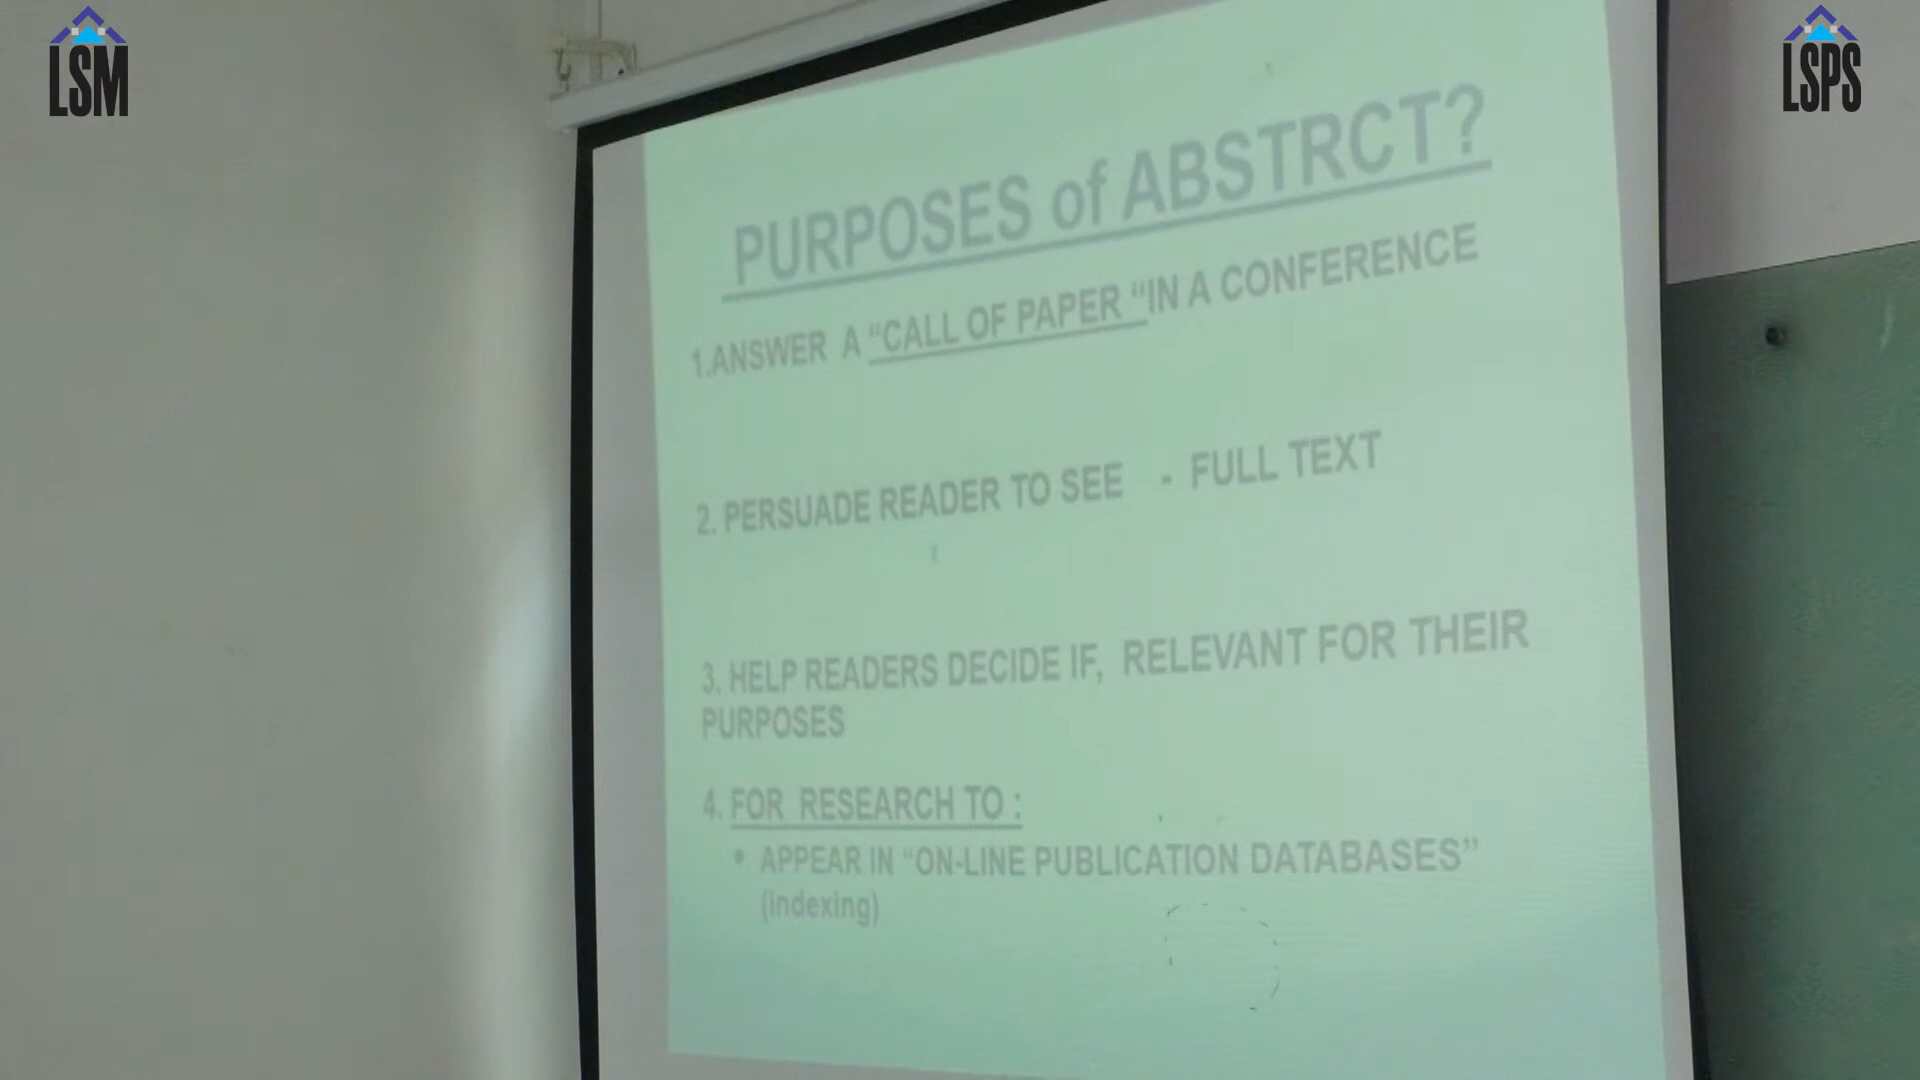 LSM
LSPS
PURPOSES of ABSTRCT?
1.ANSWER A “CALL OF PAPER “IN A CONFERENCE
2. PERSUADE READER TO SEE - FULL TEXT
3. HELP READERS DECIDE IF, RELEVANT FOR THEIR
PURPOSES
4. FOR RESEARCH TO :
• APPEAR IN “ON-LINE PUBLICATION DATABASES”
(indexing)